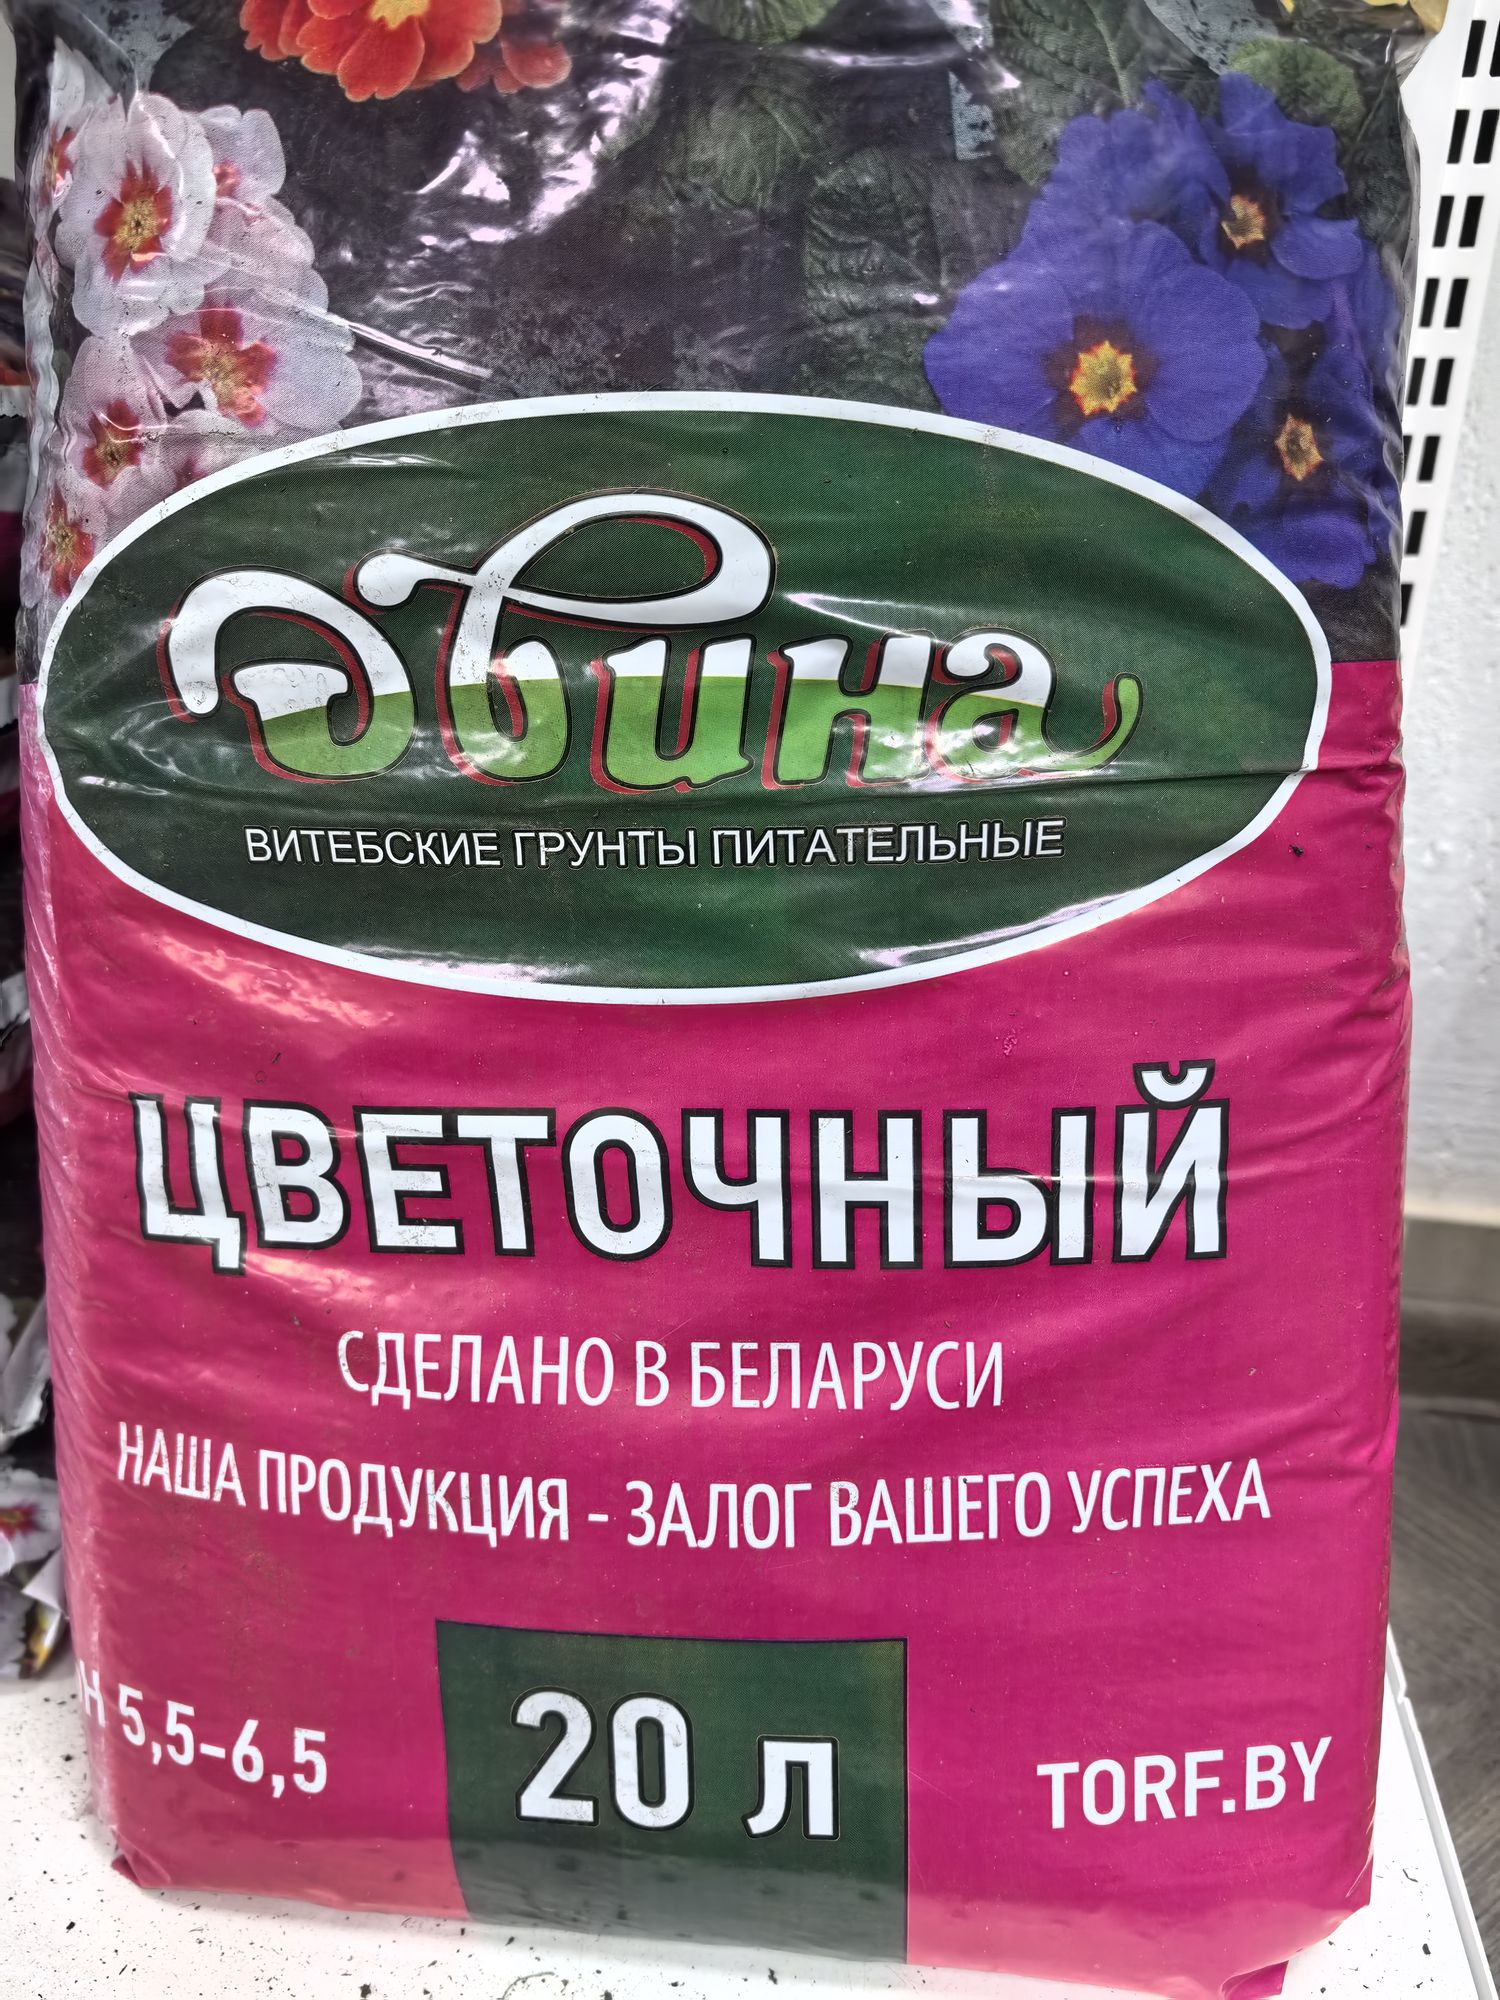 Двина
ВИТЕБСКИЕ ГРУНТЫ ПИТАТЕЛЬНЫЕ
ЦВЕТОЧНЫЙ
СДЕЛАНО В БЕЛАРУСИ
НАША ПРОДУКЦИЯ - ЗАЛОГ ВАШЕГО УСПЕХА
pH 5,5-6,5
20 л
TORF.BY